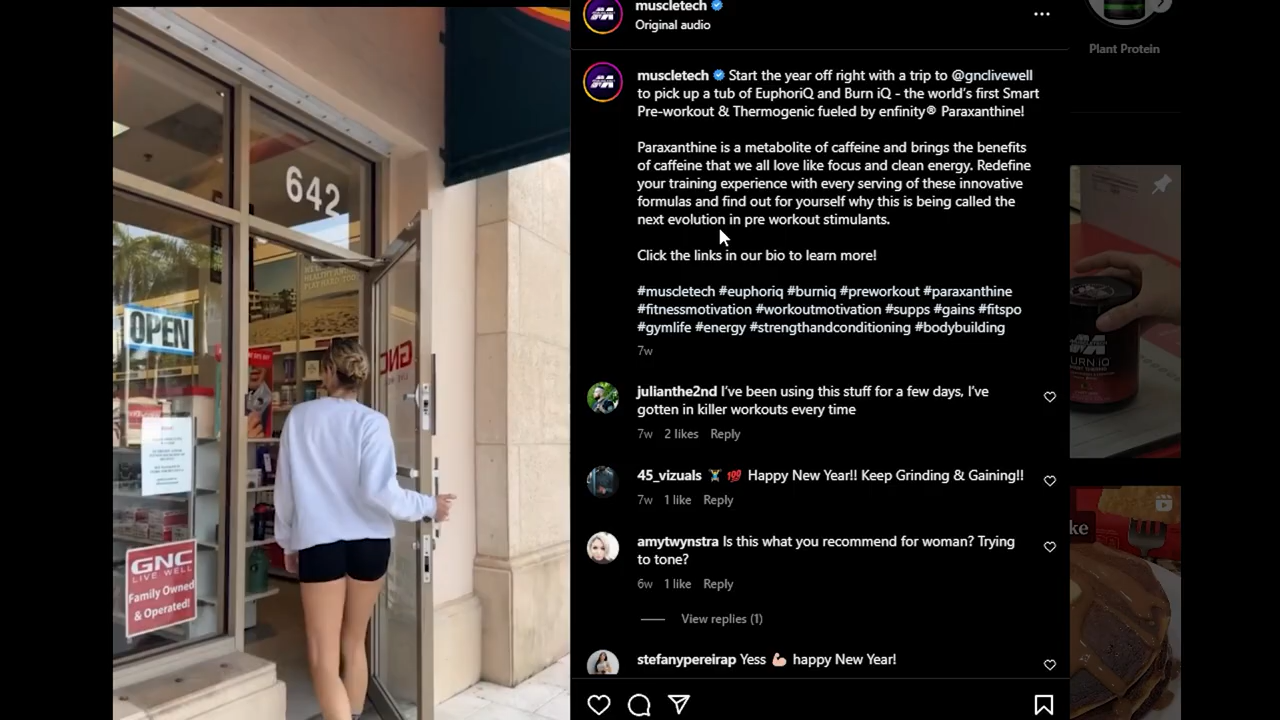 muscletech
Original audio
Plant Protein
muscletech Start the year off right with a trip to @gnclivewell
to pick up a tub of EuphoriQ and Burn iQ - the world's first Smart
Pre-workout & Thermogenic fueled by enfinity® Paraxanthine!
Paraxanthine is a metabolite of caffeine and brings the benefits
of caffeine that we all love like focus and clean energy. Redefine
your training experience with every serving of these innovative
formulas and find out for yourself why this is being called the
next evolution in pre workout stimulants.
Click the links in our bio to learn more!
#muscletech #euphoriq #burniq #preworkout #paraxanthine
#fitnessmotivation #workoutmotivation #supps #gains #fitspo
#gymlife #energy #strengthandconditioning #bodybuilding
7w
julianthe2nd I've been using this stuff for a few days, I've
gotten in killer workouts every time
7w 2 likes Reply
45_vizuals 🏋️ 💯 Happy New Year!! Keep Grinding & Gaining!!
7w 1 like Reply
amytwynstra Is this what you recommend for woman? Trying
to tone?
6w 1 like Reply
View replies (1)
stefanypereirap Yess 💪🏼 happy New Year!
642
OPEN
GNC
GNC
LIVE WELL
Family Owned
& Operated!